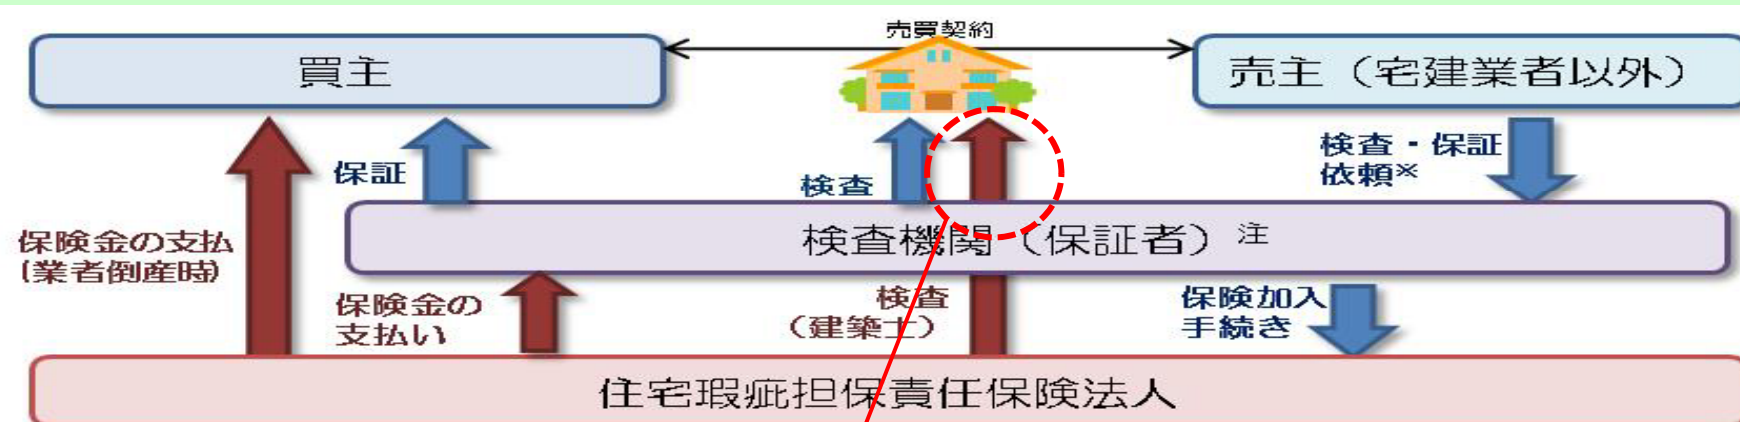 売買契約
買主
売主（宅建業者以外）
保証
検査
検査・保証
依頼※
保険金の支払
（業者倒産時）
検査機関（保証者）注
保険金の
支払い
検査
（建築士）
保険加入
手続き
住宅瑕疵担保責任保険法人